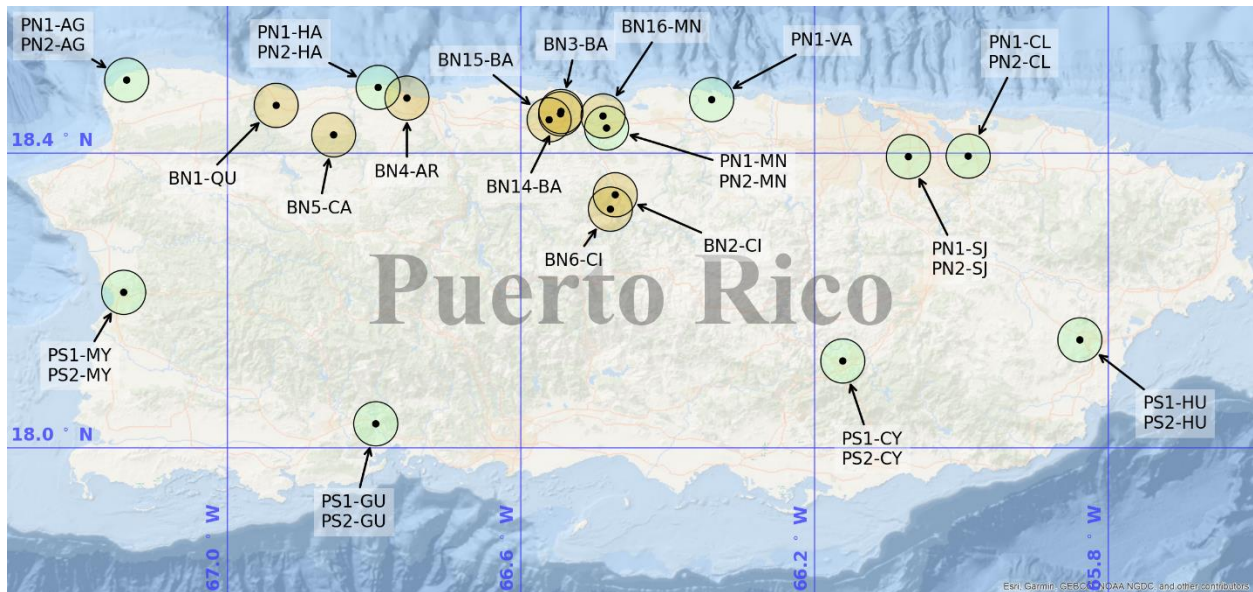 PN1-AG
PN2-AG
PN1-HA
PN2-HA
BN15-BA
BN3-BA
BN16-MN
PN1-VA
PN1-CL
PN2-CL
18.4 ° N
BN1-QU
BN5-CA
BN4-AR
BN14-BA
PN1-MN
PN2-MN
BN6-CI
BN2-CI
PN1-SJ
PN2-SJ
Puerto Rico
PS1-MY
PS2-MY
PS1-HU
PS2-HU
18.0 ° N
PS1-CY
PS2-CY
PS1-GU
PS2-GU
67.0 ° W
66.6 ° W
66.2 ° W
65.8 ° W
Esri, Garmin, GEBCO, NOAA NGDC, and other contributors